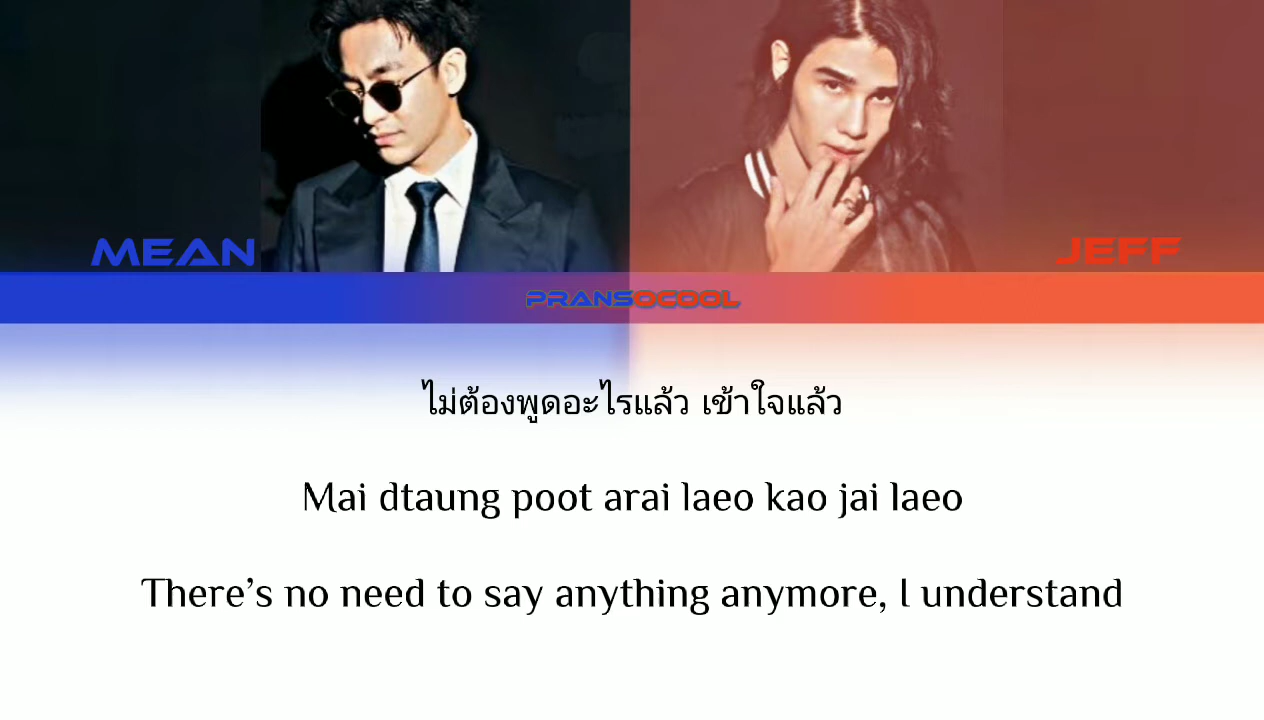 MEAN
JEFF
PRANSOCOOL
ไม่ต้องพูดอะไรแล้ว เข้าใจแล้ว
Mai dtaung poot arai laeo kao jai laeo
There's no need to say anything anymore, I understand